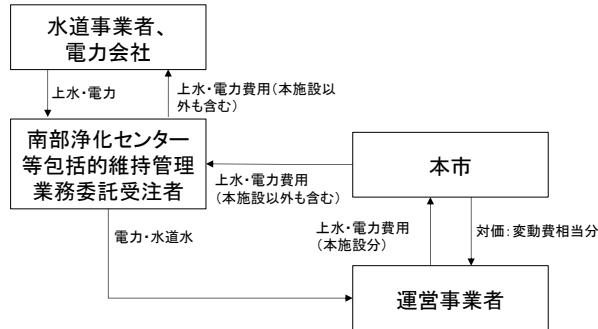 水道事業者、
電力会社
上水・電力
上水・電力費用(本施設以
外も含む)
南部浄化センター
等包括的維持管理
業務委託受注者
本市
上水・電力費用
(本施設以外も含む)
電力・水道水
上水・電力費用
(本施設分)
対価:変動費相当分
運営事業者